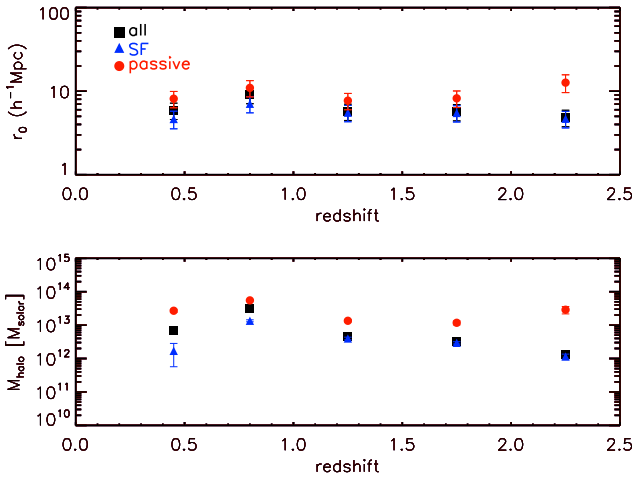 100
10
1
r₀ (h⁻¹Mpc)
all
SF
passive
0.0 0.5 1.0 1.5 2.0 2.5
redshift
10¹⁵
10¹⁴
10¹³
10¹²
10¹¹
10¹⁰
Mₕₒₗₒ [Mₛₒₗₐᵣ]
0.0 0.5 1.0 1.5 2.0 2.5
redshift